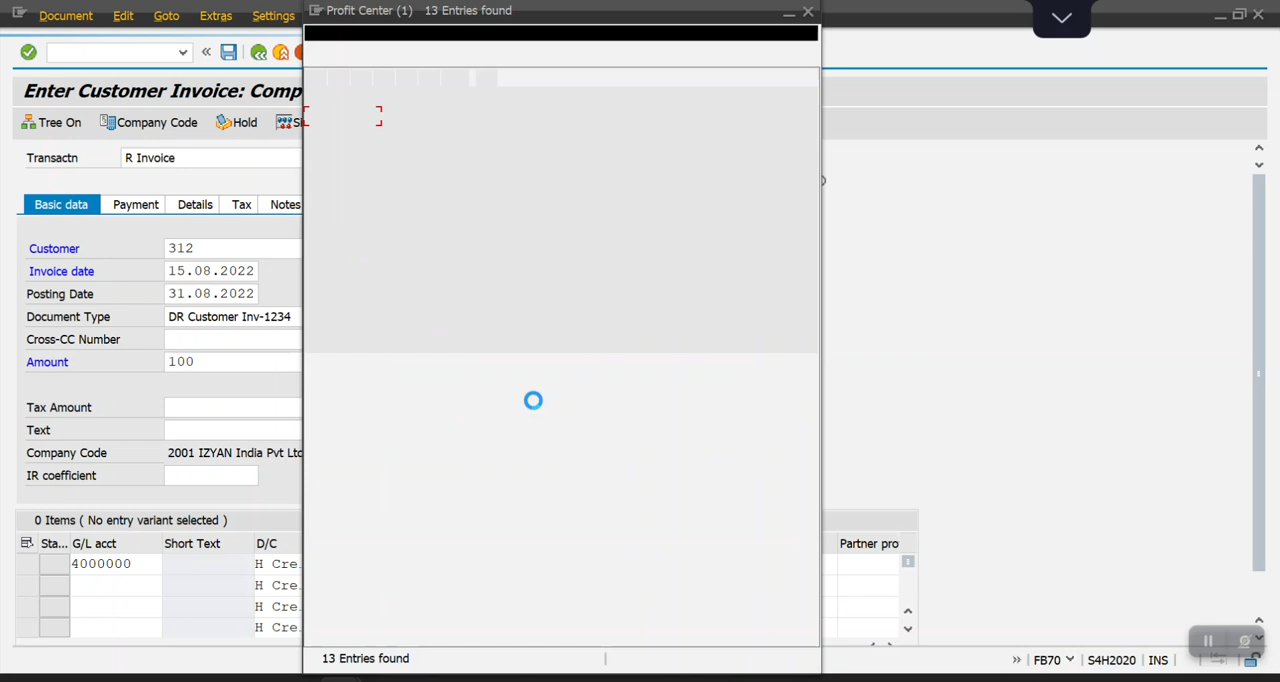 Document Edit Goto Extras Settings
Profit Center (1) 13 Entries found
Enter Customer Invoice: Comp
Tree On Company Code Hold Si
Transactn R Invoice
Basic data Payment Details Tax Notes
Customer 312
Invoice date 15.08.2022
Posting Date 31.08.2022
Document Type DR Customer Inv-1234
Cross-CC Number
Amount 100
Tax Amount
Text
Company Code 2001 IZYAN India Pvt Ltd
IR coefficient
0 Items ( No entry variant selected )
Sta... G/L acct Short Text D/C Partner pro
4000000 H Cre.
H Cre.
H Cre.
H Cre.
13 Entries found
FB70 S4H2020 INS